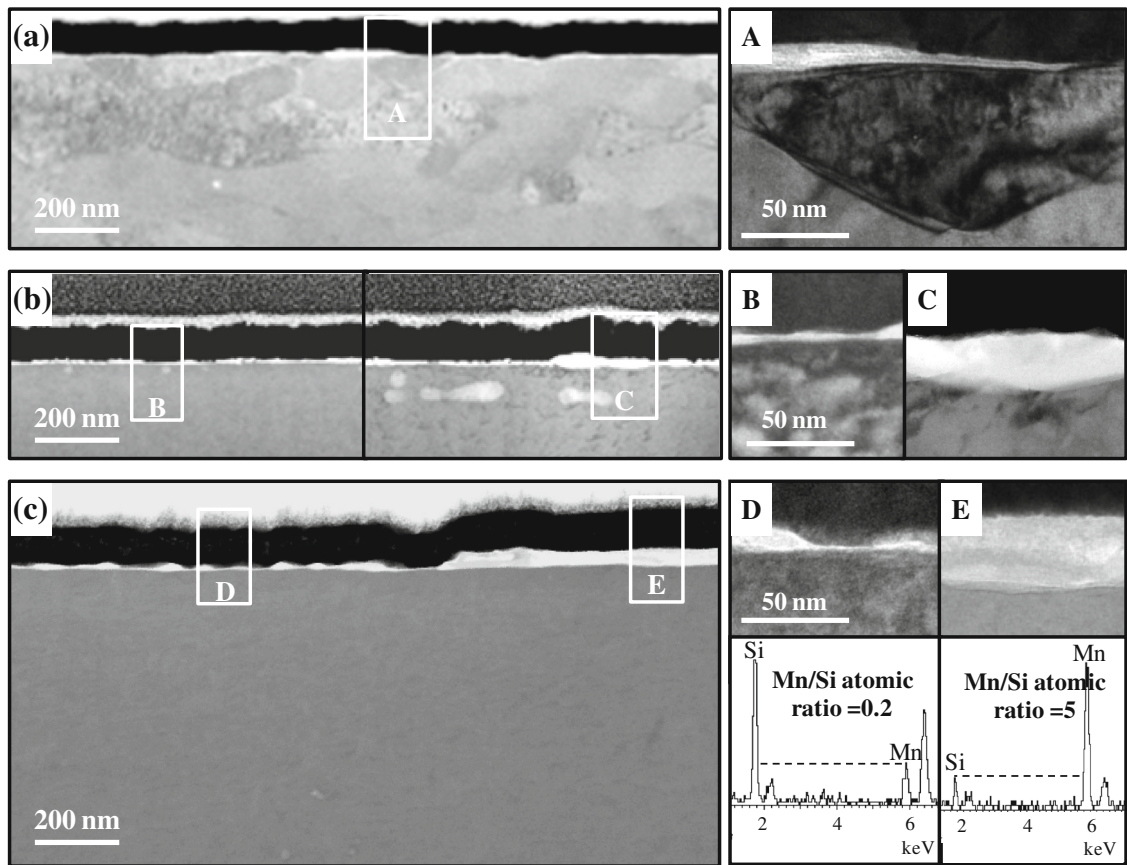 (a)
A
A
200 nm
50 nm
(b)
B
C
B
C
200 nm
50 nm
(c)
D
E
D
E
200 nm
50 nm
Si
Mn/Si atomic
ratio =0.2
Mn
2 4 6
keV
Mn
Mn/Si atomic
ratio =5
Si
2 4 6
keV